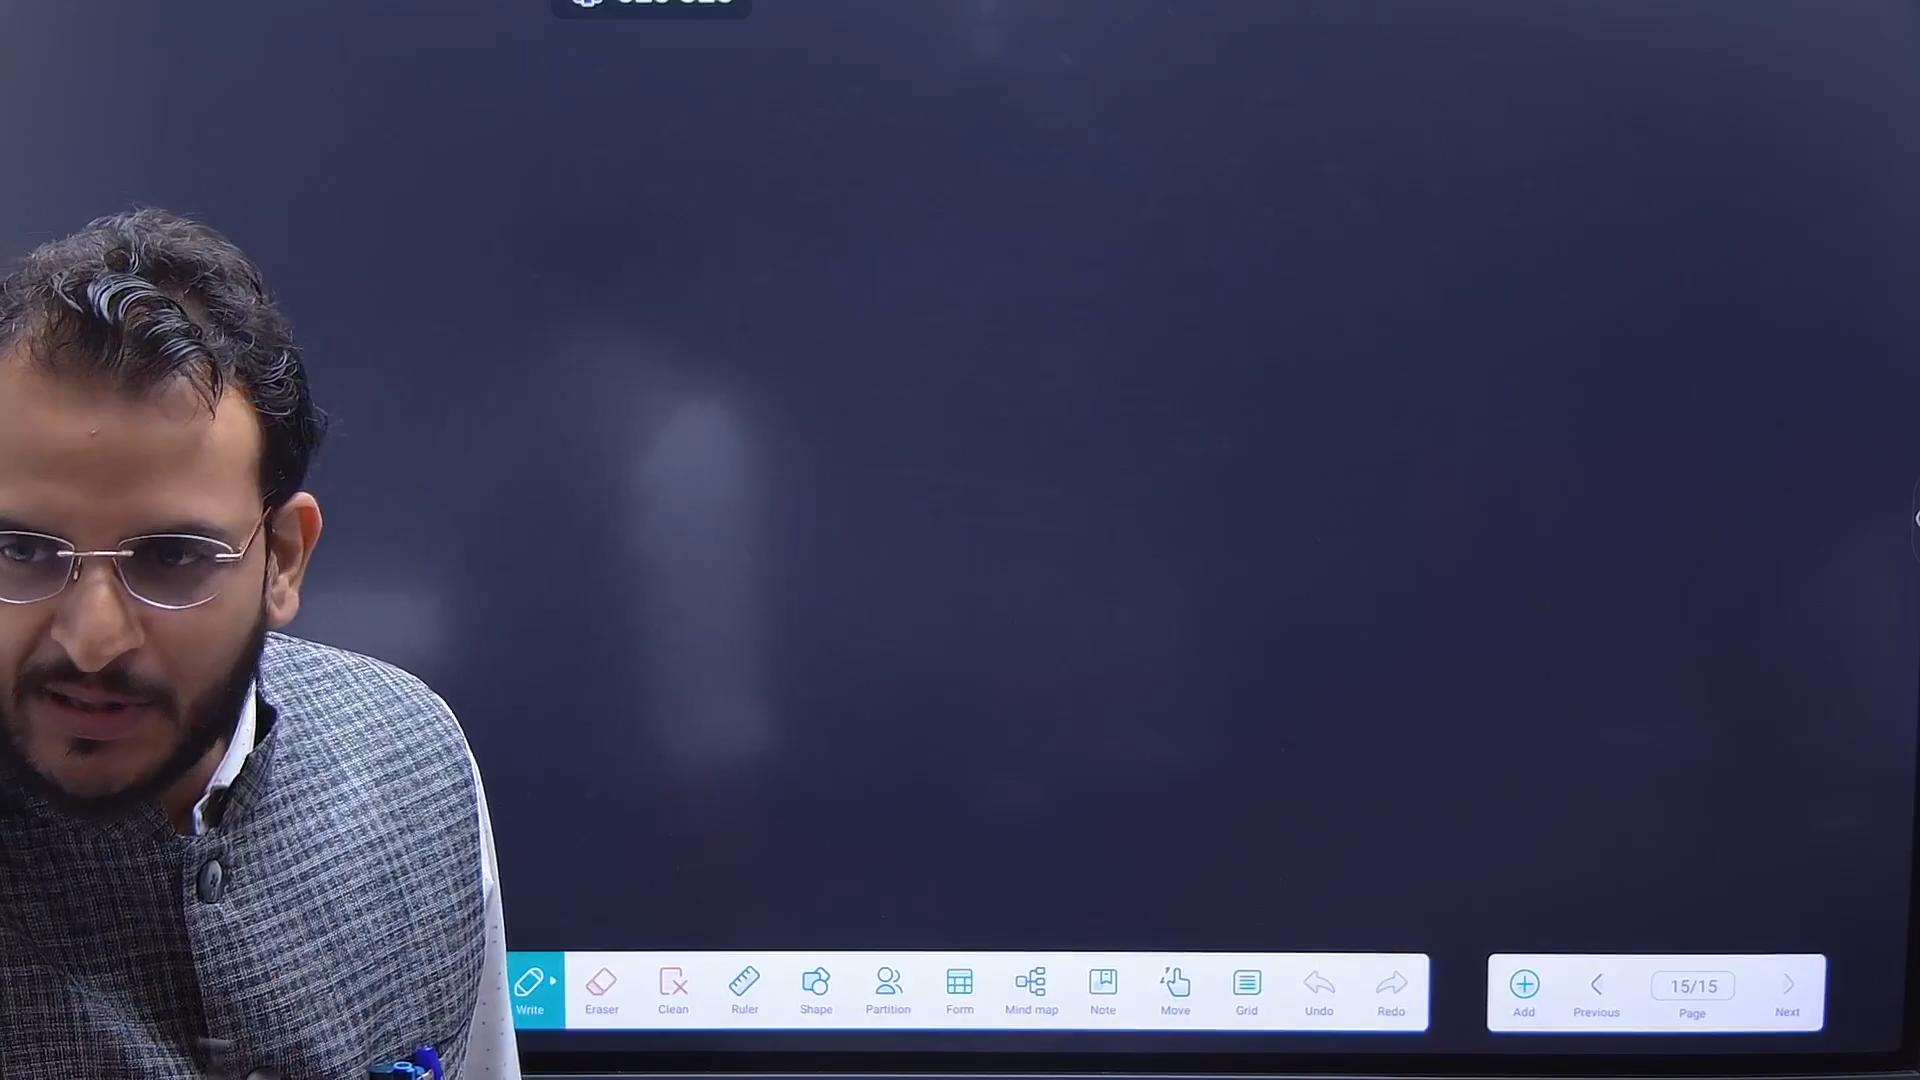 Write
Eraser
Clean
Ruler
Shape
Partition
Form
Mind map
Note
Move
Grid
Undo
Redo
Add
Previous
15/15
Page
Next